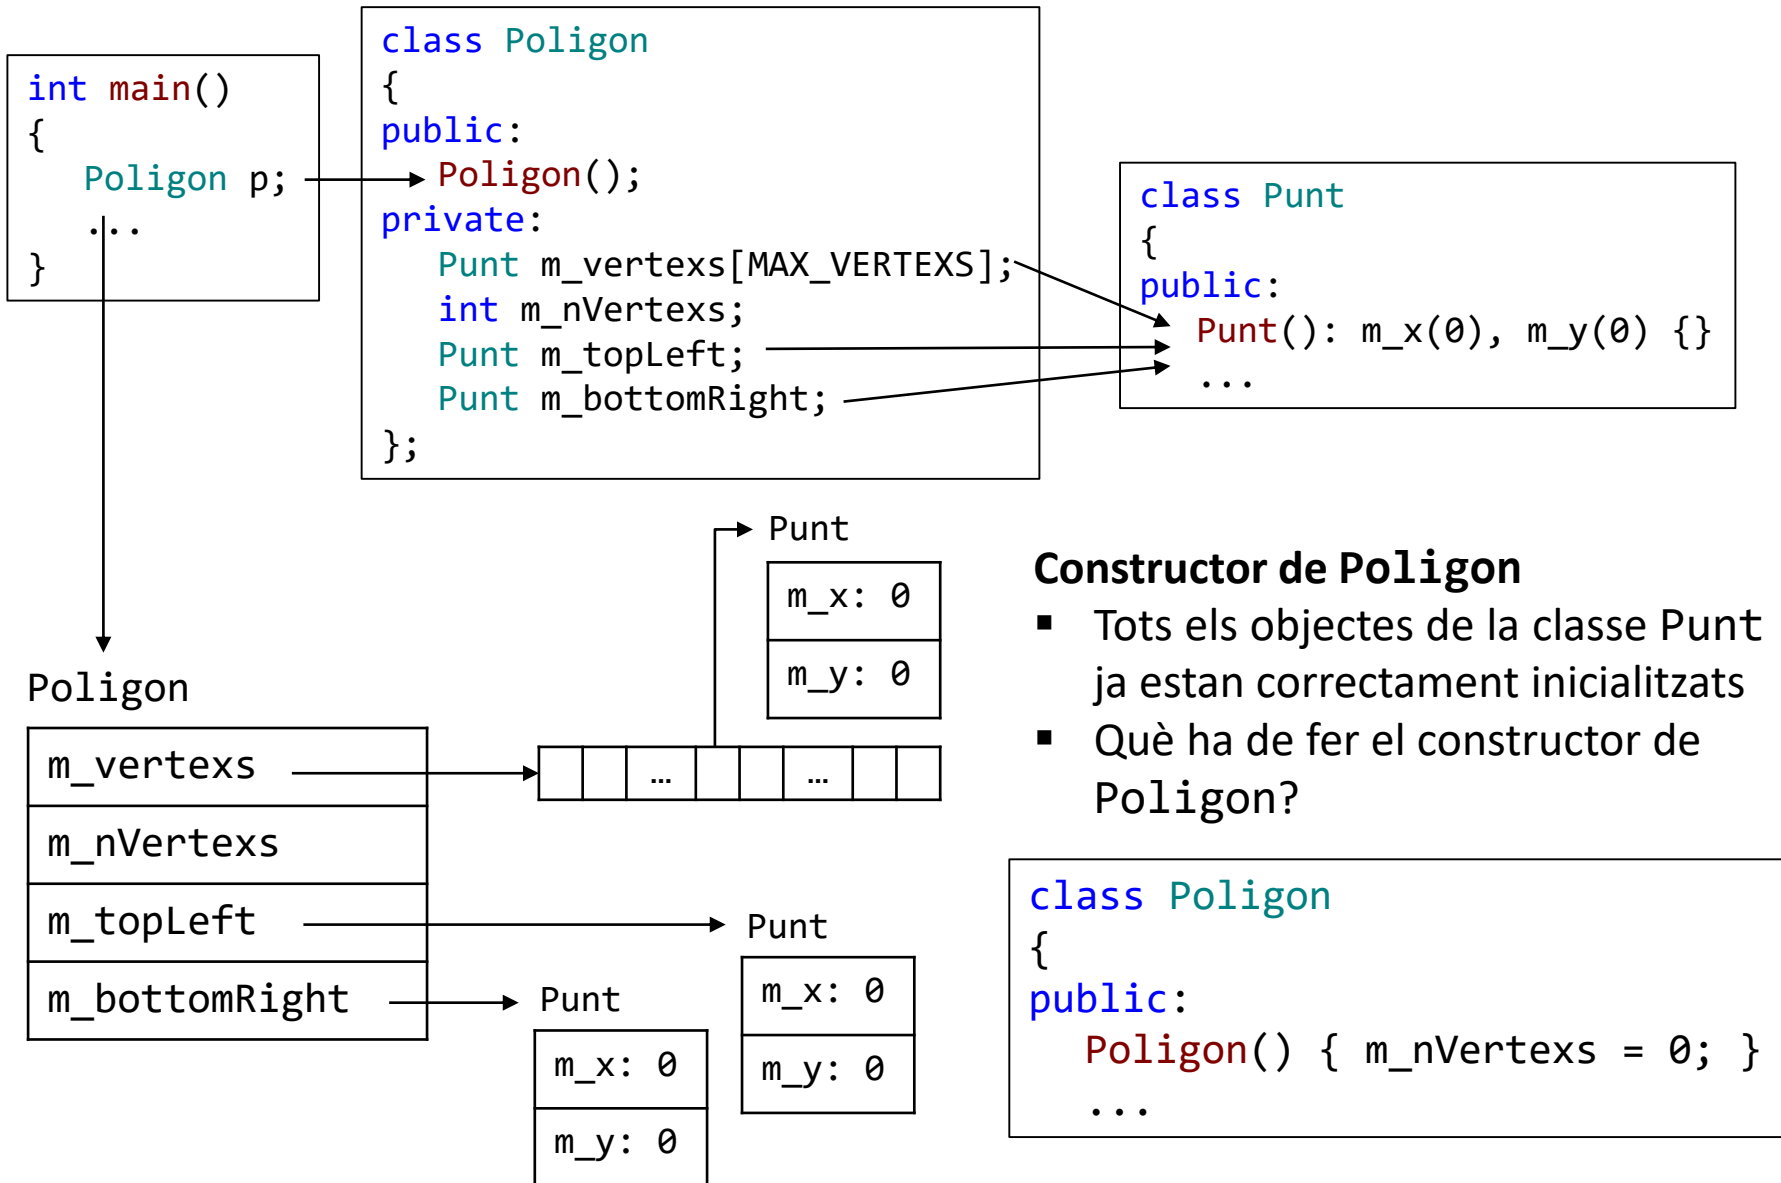 int main()
{
Poligon p;
...
}
class Poligon
{
public:
Poligon();
private:
Punt m_vertexs[MAX_VERTEXS];
int m_nVertexs;
Punt m_topLeft;
Punt m_bottomRight;
};
class Punt
{
public:
Punt(): m_x(0), m_y(0) {}
...
Poligon
m_vertexs
m_nVertexs
m_topLeft
m_bottomRight
Punt
m_x: 0
m_y: 0
... ...
Punt
m_x: 0
m_y: 0
Punt
m_x: 0
m_y: 0
Constructor de Poligon
▪ Tots els objectes de la classe Punt
ja estan correctament inicialitzats
▪ Què ha de fer el constructor de
Poligon?
class Poligon
{
public:
Poligon() { m_nVertexs = 0; }
...